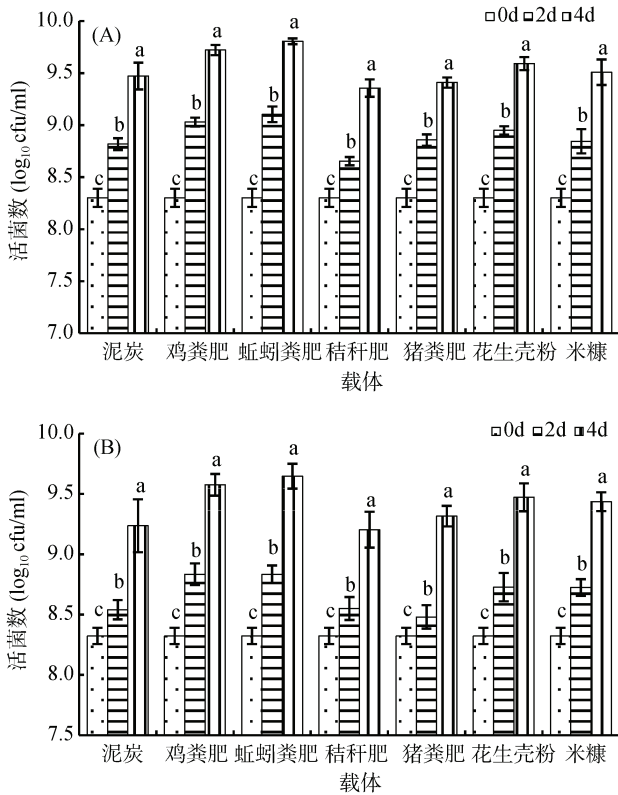 (A)
0d 2d 4d
10.0
9.5
9.0
8.5
8.0
7.5
7.0
活菌数 (log10 cfu/ml)
c b a c b a c b a c b a c b a c b a c b a
泥炭 鸡粪肥 蚯蚓粪肥 秸秆肥 猪粪肥 花生壳粉 米糠
载体
(B)
0d 2d 4d
10.0
9.5
9.0
8.5
8.0
7.5
活菌数 (log10 cfu/ml)
c b a c b a c b a c b a c b a c b a c b a
泥炭 鸡粪肥 蚯蚓粪肥 秸秆肥 猪粪肥 花生壳粉 米糠
载体